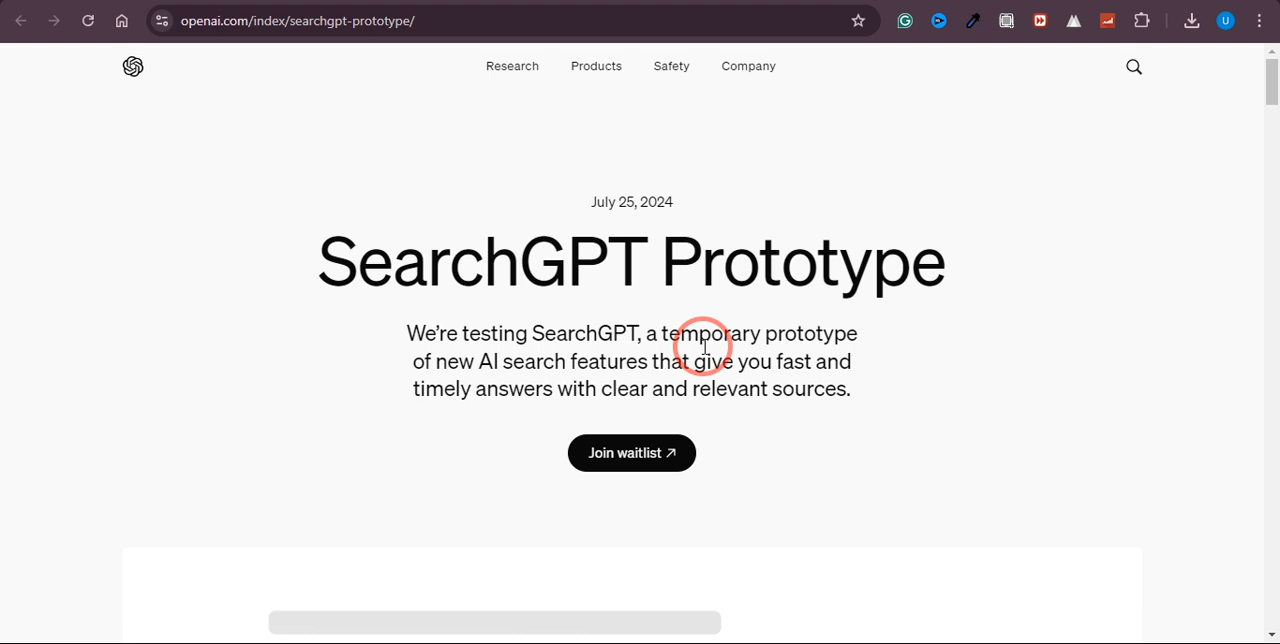 openai.com/index/searchgpt-prototype/
U
Research Products Safety Company
July 25, 2024
SearchGPT Prototype
We’re testing SearchGPT, a temporary prototype
of new AI search features that give you fast and
timely answers with clear and relevant sources.
Join waitlist ↗